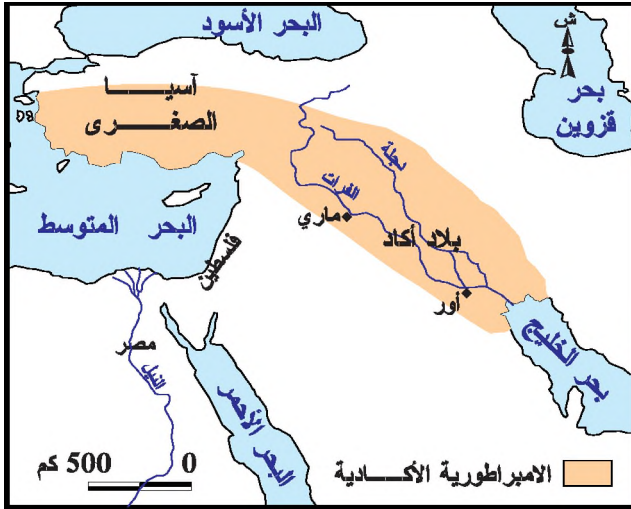 البحر الأسود
ش
بحر
قزوين
آسيا
الصغرى
دجلة
الفرات
ماري
بلاد أكاد
أور
البحر المتوسط
فلسطين
بحر الخليج
مصر
النيل
البحر الأحمر
0 500 كم
الامبراطورية الأكادية